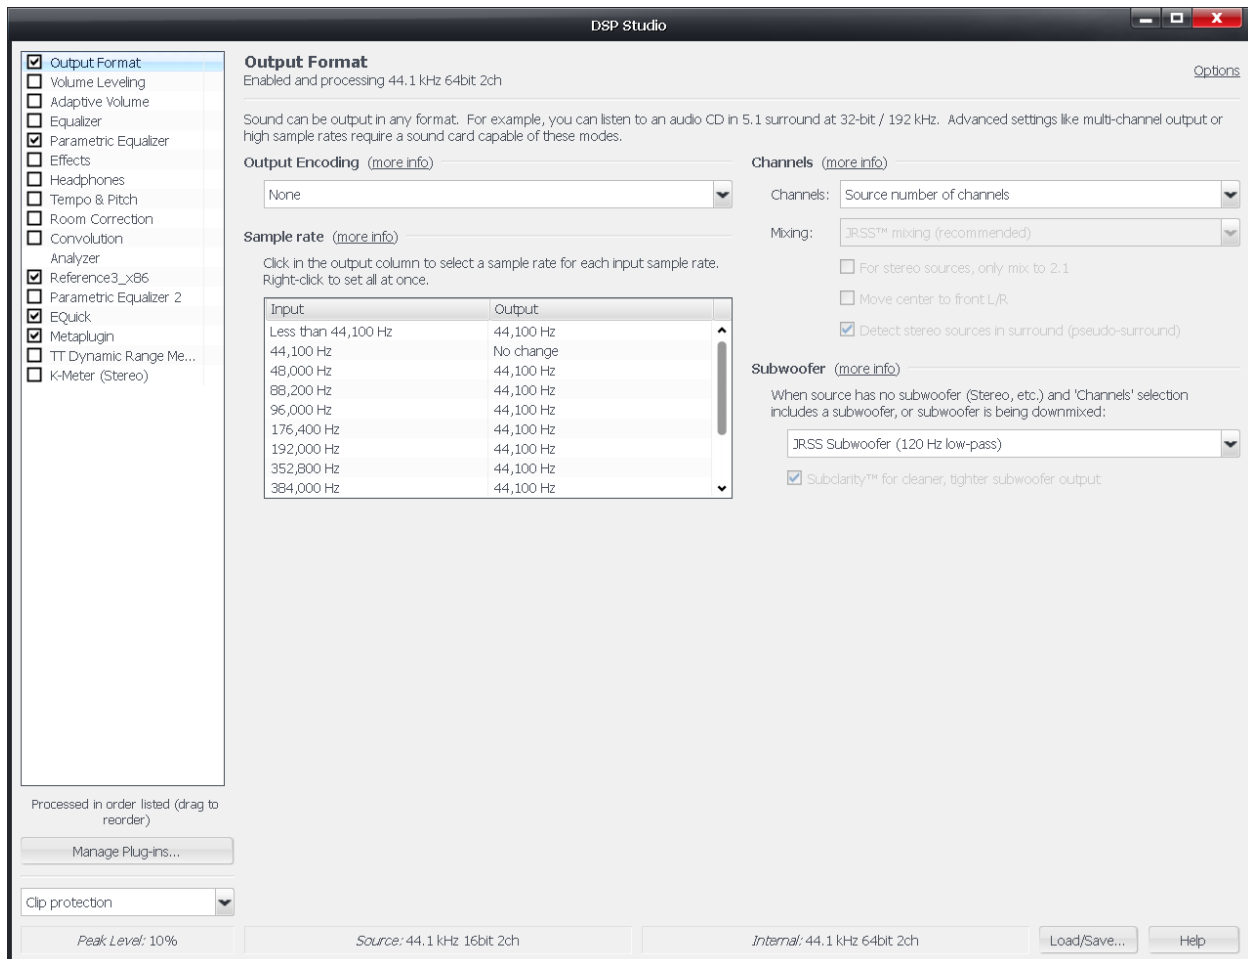 DSP Studio
X
Output Format
Volume Leveling
Adaptive Volume
Equalizer
Parametric Equalizer
Effects
Headphones
Tempo & Pitch
Room Correction
Convolution
Analyzer
Reference3_x86
Parametric Equalizer 2
EQuick
Metaplugin
TT Dynamic Range Me...
K-Meter (Stereo)
Processed in order listed (drag to
reorder)
Manage Plug-ins...
Clip protection
Output Format
Enabled and processing 44.1 kHz 64bit 2ch
Options
Sound can be output in any format. For example, you can listen to an audio CD in 5.1 surround at 32-bit / 192 kHz. Advanced settings like multi-channel output or
high sample rates require a sound card capable of these modes.
Output Encoding (more info)
None
Sample rate (more info)
Click in the output column to select a sample rate for each input sample rate.
Right-click to set all at once.
Input Output
Less than 44,100 Hz 44,100 Hz
44,100 Hz No change
48,000 Hz 44,100 Hz
88,200 Hz 44,100 Hz
96,000 Hz 44,100 Hz
176,400 Hz 44,100 Hz
192,000 Hz 44,100 Hz
352,800 Hz 44,100 Hz
384,000 Hz 44,100 Hz
Channels (more info)
Channels: Source number of channels
Mixing: JRSS™ mixing (recommended)
For stereo sources, only mix to 2.1
Move center to front L/R
Detect stereo sources in surround (pseudo-surround)
Subwoofer (more info)
When source has no subwoofer (Stereo, etc.) and 'Channels' selection
includes a subwoofer, or subwoofer is being downmixed:
JRSS Subwoofer (120 Hz low-pass)
Subclarity™ for cleaner, tighter subwoofer output
Peak Level: 10%
Source: 44.1 kHz 16bit 2ch
Internal: 44.1 kHz 64bit 2ch
Load/Save...
Help